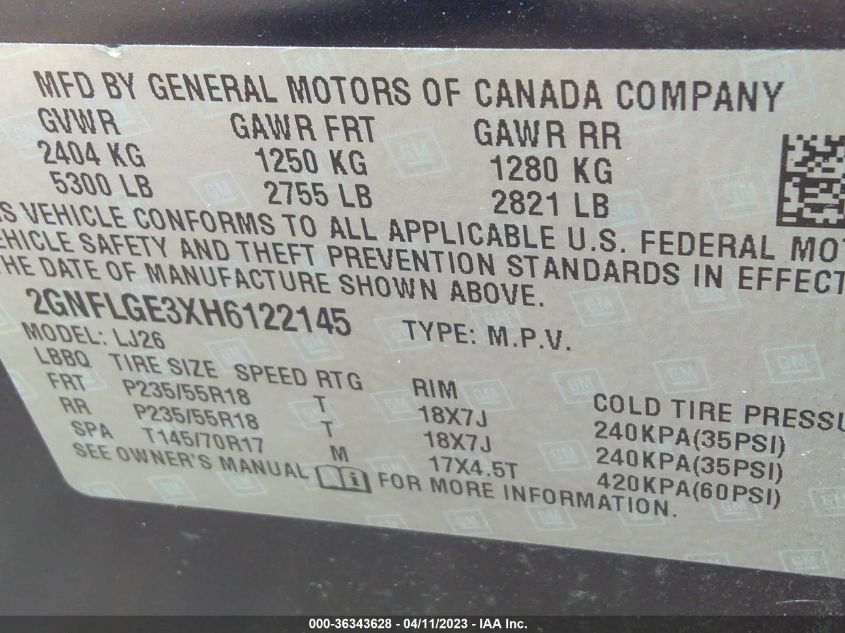 MFD BY GENERAL MOTORS OF CANADA COMPANY
GVWR GAWR FRT GAWR RR
2404 KG 1250 KG 1280 KG
5300 LB 2755 LB 2821 LB
IS VEHICLE CONFORMS TO ALL APPLICABLE U.S. FEDERAL MOT
EHICLE SAFETY AND THEFT PREVENTION STANDARDS IN EFFECT
THE DATE OF MANUFACTURE SHOWN ABOVE.
2GNFLGE3XH6122145 TYPE: M.P.V.
MODEL: LJ26
LBBQ TIRE SIZE SPEED RTG RIM COLD TIRE PRESSU
FRT P235/55R18 T 18X7J 240KPA(35PSI)
RR P235/55R18 T 18X7J 240KPA(35PSI)
SPA T145/70R17 M 17X4.5T 420KPA(60PSI)
SEE OWNER'S MANUAL FOR MORE INFORMATION.
000-36343628 - 04/11/2023 - IAA Inc.